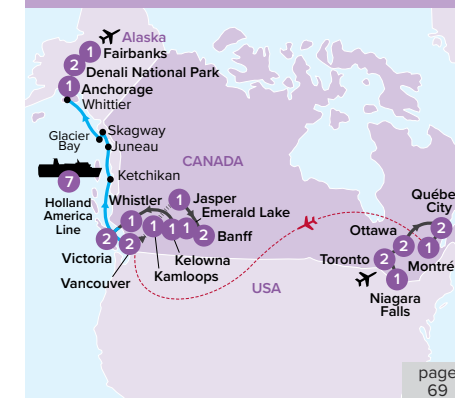 Alaska
1
Fairbanks
2
Denali National Park
1
Anchorage
Whittier
Glacier
Bay
Skagway
Juneau
Ketchikan
CANADA
7
Holland
America
Line
Whistler
1
1
Jasper
Emerald Lake
1
1
1
2
Banff
2
Victoria
2
Vancouver
Kelowna
Kamloops
USA
Québe
City
2
Ottawa
2
1
Montré
Toronto
2
1
Niagara
Falls
page
69